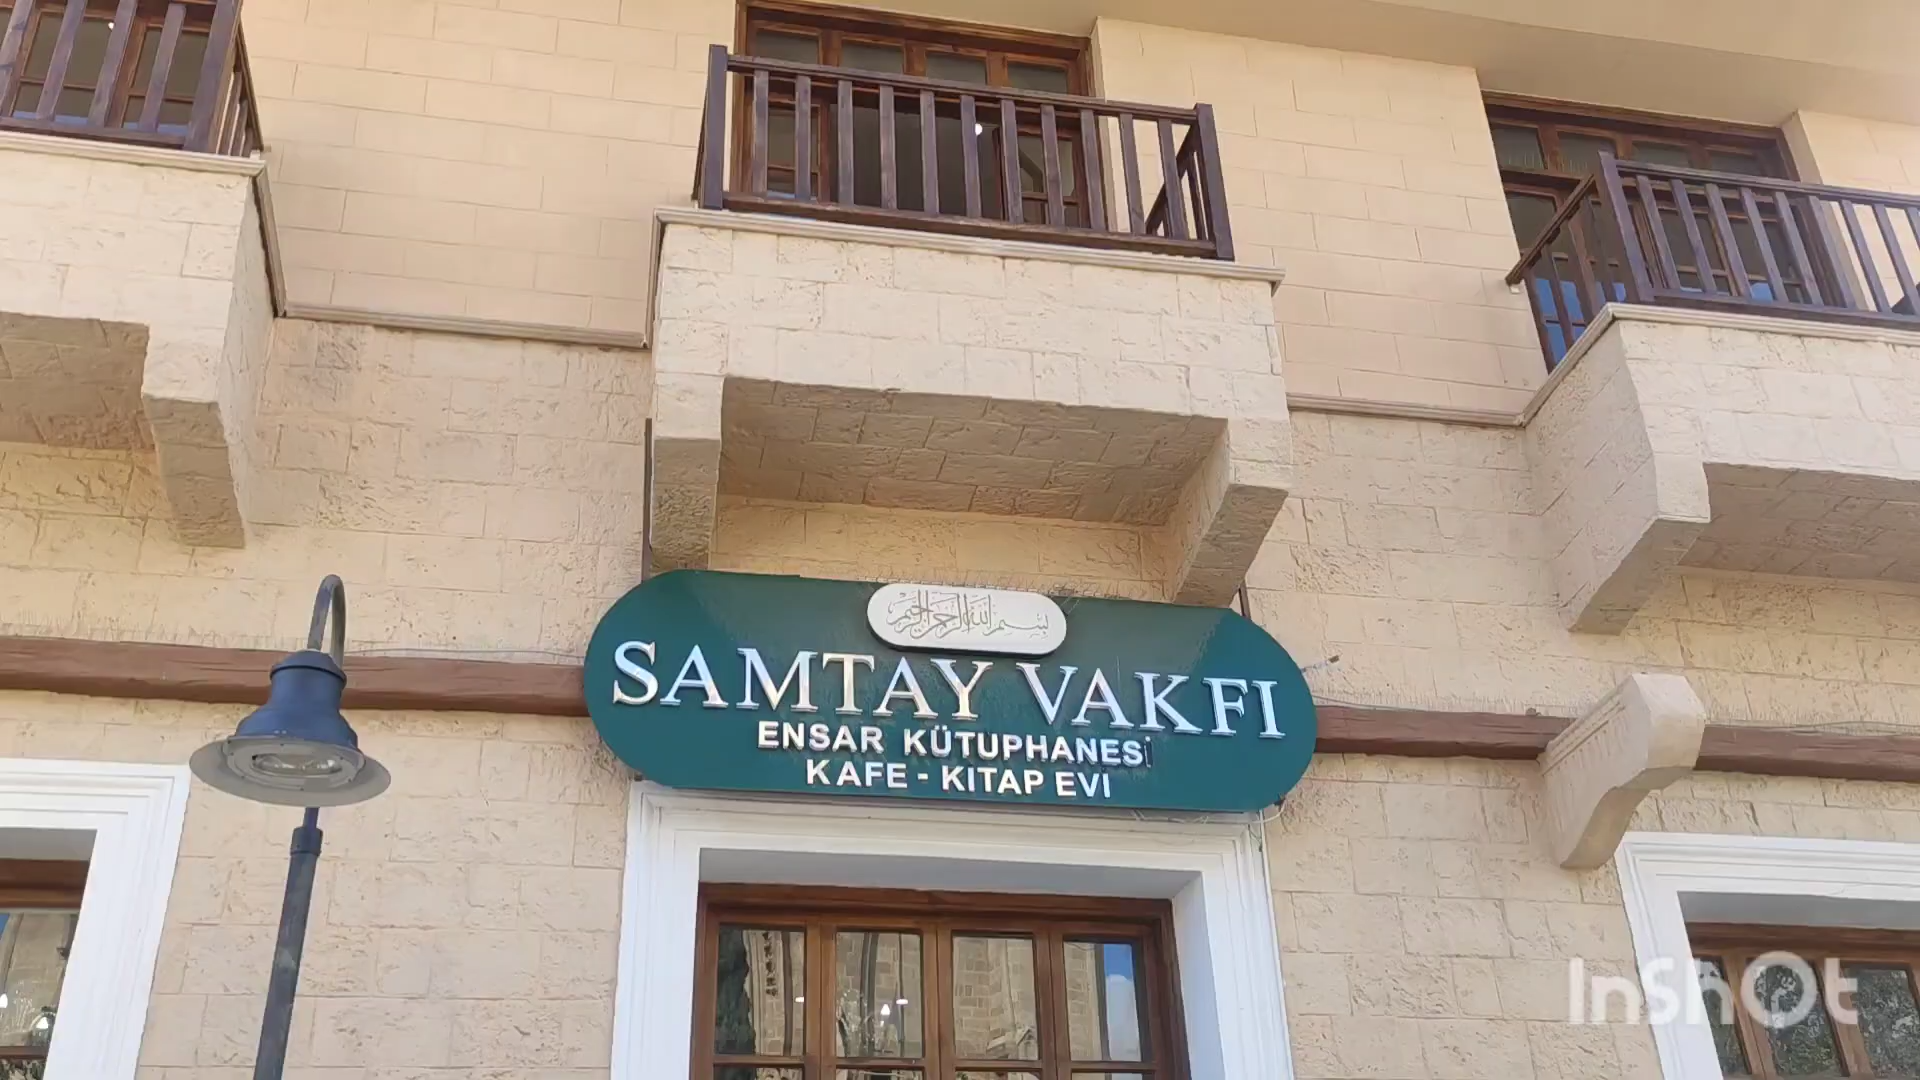 بسم الله الرحمن الرحيم
SAMTAY VAKFI
ENSAR KÜTUPHANESİ
KAFE - KITAP EVI
InShOt